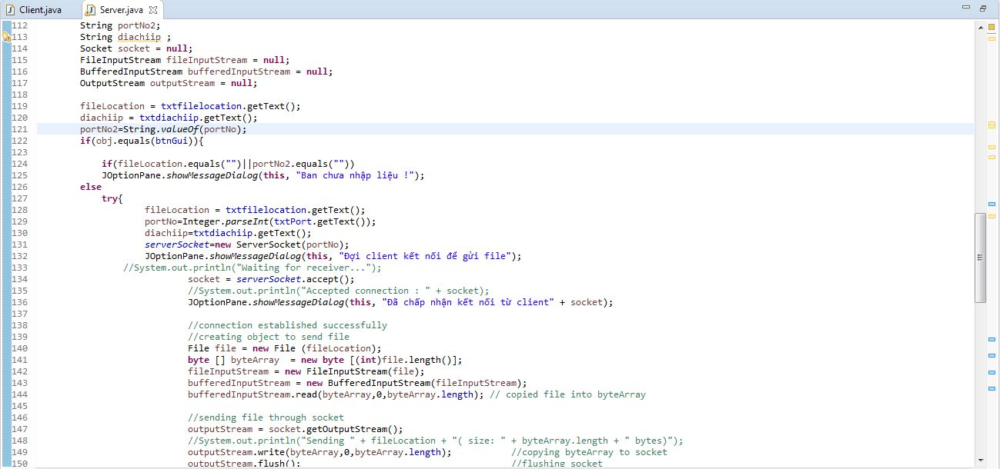 Client.java Server.java
112 String portNo2;
113 String diachiip ;
114 Socket socket = null;
115 FileInputStream fileInputStream = null;
116 BufferedInputStream bufferedInputStream = null;
117 OutputStream outputStream = null;
118
119 fileLocation = txtfilelocation.getText();
120 diachiip = txtdiachiip.getText();
121 portNo2=String.valueOf(portNo);
122 if(obj.equals(btnGui)){
123
124 if(fileLocation.equals("")||portNo2.equals(""))
125 JOptionPane.showMessageDialog(this, "Ban chưa nhập liệu !");
126 else
127 try{
128 fileLocation = txtfilelocation.getText();
129 portNo=Integer.parseInt(txtPort.getText());
130 diachiip=txtdiachiip.getText();
131 serverSocket=new ServerSocket(portNo);
132 JOptionPane.showMessageDialog(this, "Đợi client kết nối để gửi file");
133 //System.out.println("Waiting for receiver...");
134 socket = serverSocket.accept();
135 //System.out.println("Accepted connection : " + socket);
136 JOptionPane.showMessageDialog(this, "Đã chấp nhận kết nối từ client" + socket);
137
138 //connection established successfully
139 //creating object to send file
140 File file = new File (fileLocation);
141 byte [] byteArray  = new byte [(int)file.length()];
142 fileInputStream = new FileInputStream(file);
143 bufferedInputStream = new BufferedInputStream(fileInputStream);
144 bufferedInputStream.read(byteArray,0,byteArray.length); // copied file into byteArray
145
146 //sending file through socket
147 outputStream = socket.getOutputStream();
148 //System.out.println("Sending " + fileLocation + "( size: " + byteArray.length + " bytes)");
149 outputStream.write(byteArray,0,byteArray.length); //copying byteArray to socket
150 outputStream.flush(); //flushing socket